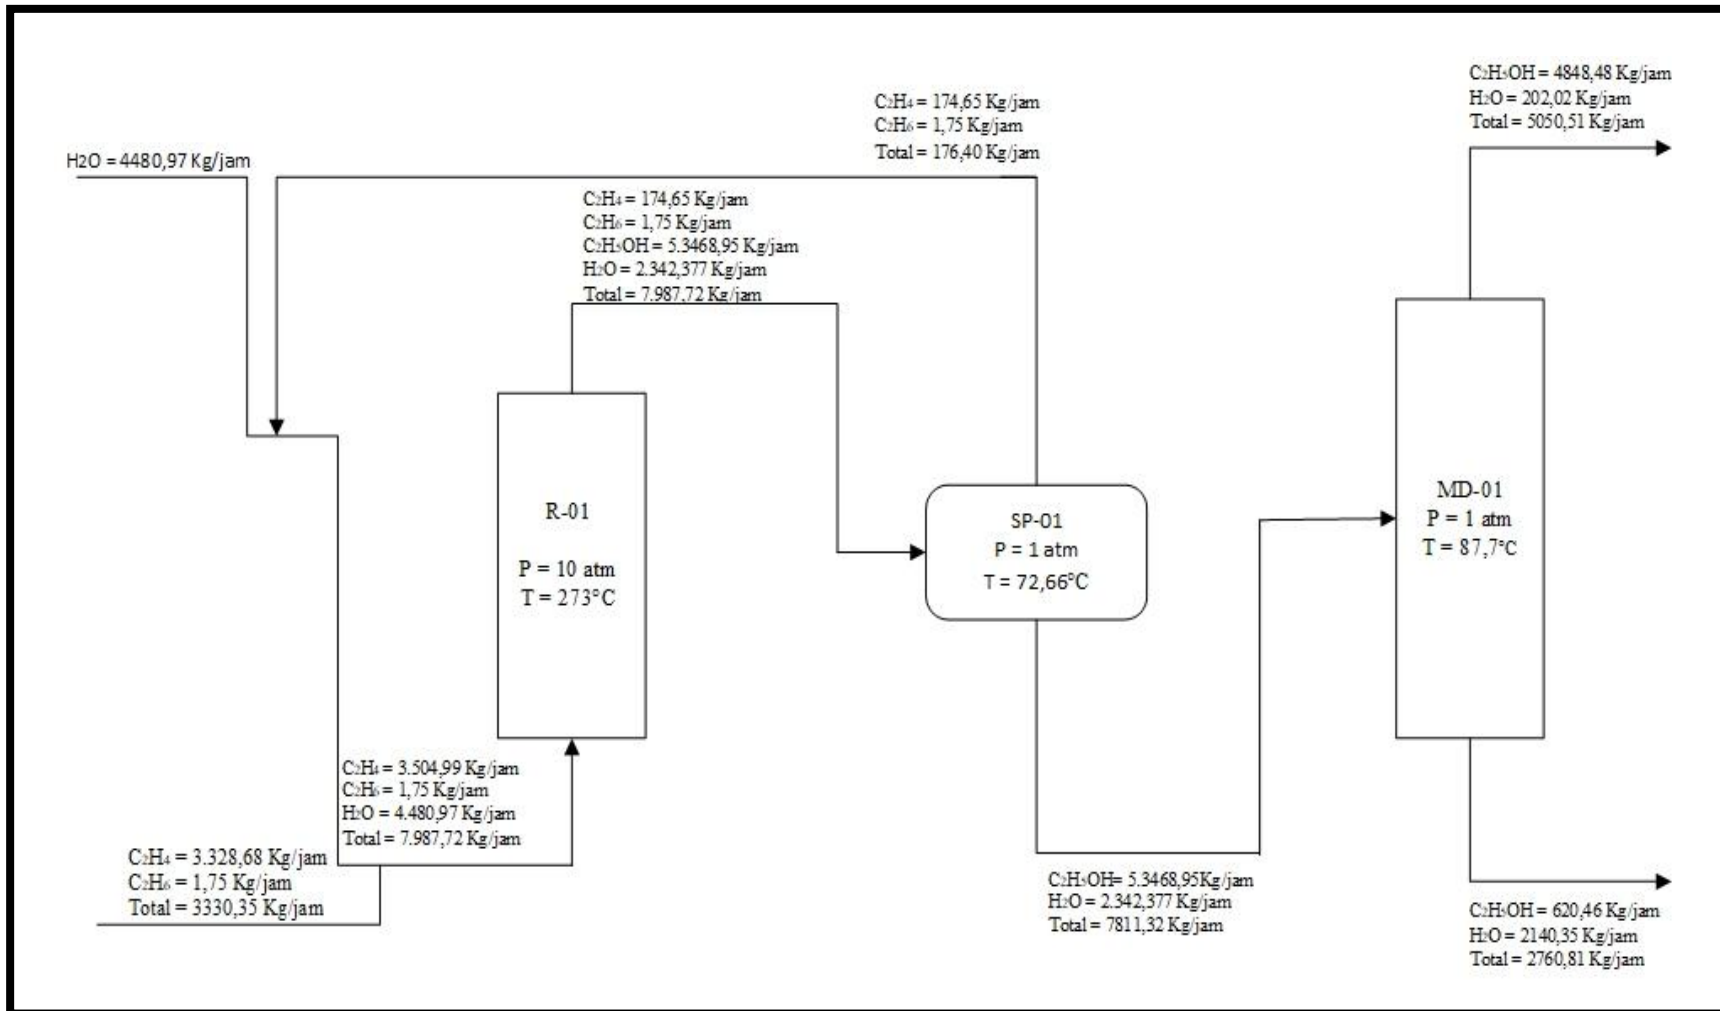 C₂H₅OH = 4848,48 Kg/jam
H₂O = 202,02 Kg/jam
Total = 5050,51 Kg/jam
C₂H₄ = 174,65 Kg/jam
C₂H₆ = 1,75 Kg/jam
Total = 176,40 Kg/jam
H2O = 4480,97 Kg/jam
C₂H₄ = 174,65 Kg/jam
C₂H₆ = 1,75 Kg/jam
C₂H₅OH = 5.3468,95 Kg/jam
H₂O = 2.342,377 Kg/jam
Total = 7.987,72 Kg/jam
R-01
P = 10 atm
T = 273°C
SP-01
P = 1 atm
T = 72,66°C
MD-01
P = 1 atm
T = 87,7°C
C₂H₄ = 3.504,99 Kg/jam
C₂H₆ = 1,75 Kg/jam
H₂O = 4.480,97 Kg/jam
Total = 7.987,72 Kg/jam
C₂H₄ = 3.328,68 Kg/jam
C₂H₆ = 1,75 Kg/jam
Total = 3330,35 Kg/jam
C₂H₅OH= 5.3468,95Kg/jam
H₂O = 2.342,377 Kg/jam
Total = 7811,32 Kg/jam
C₂H₅OH = 620,46 Kg/jam
H₂O = 2140,35 Kg/jam
Total = 2760,81 Kg/jam